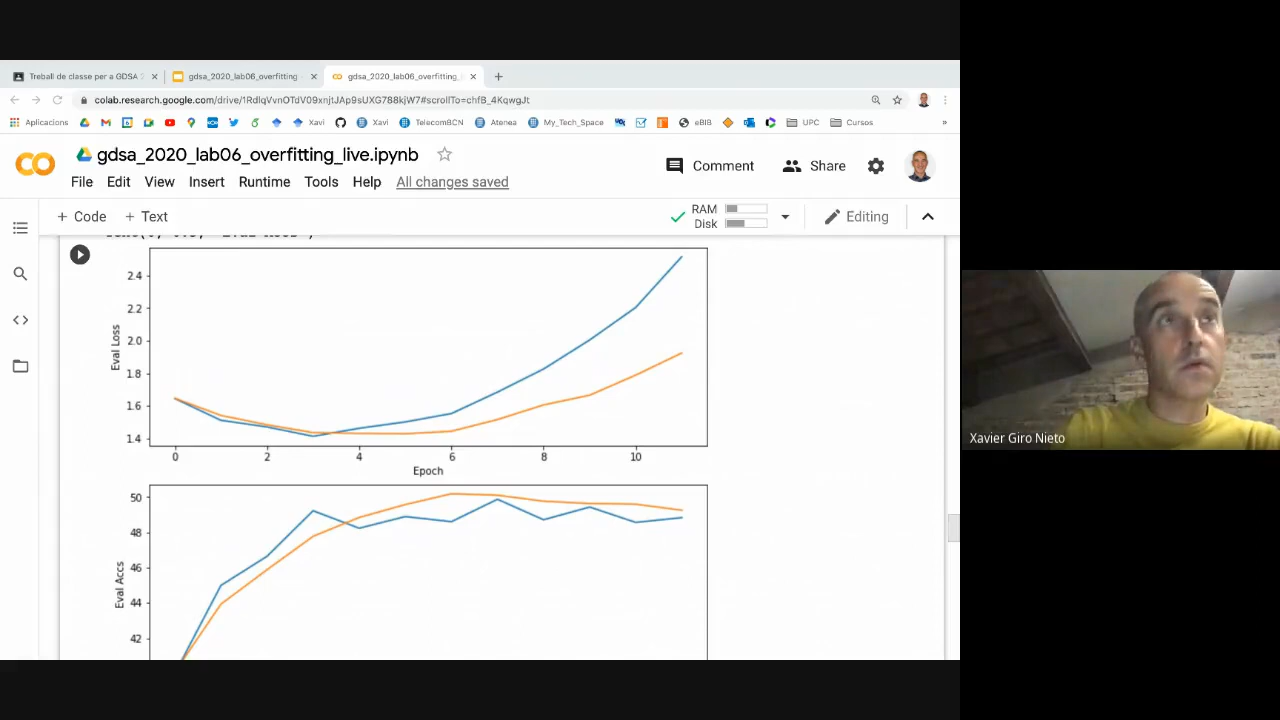 Treball de classe per a GDSA
gdsa_2020_lab06_overfitting
gdsa_2020_lab06_overfitting_
colab.research.google.com/drive/1RdlqVvnOTdV09xnjtJAp9sUXG788kjW7#scrollTo=chfB_4KqwgJt
Aplicacions
Xavi
Xavi
TelecomBCN
Atenea
My_Tech_Space
eBIB
UPC
Cursos
»
gdsa_2020_lab06_overfitting_live.ipynb
Comment
Share
File Edit View Insert Runtime Tools Help All changes saved
+ Code + Text
RAM
Disk
Editing
2.4
2.2
2.0
1.8
1.6
1.4
Eval Loss
0 2 4 6 8 10
Epoch
50
48
46
44
42
Eval Accs
Xavier Giro Nieto